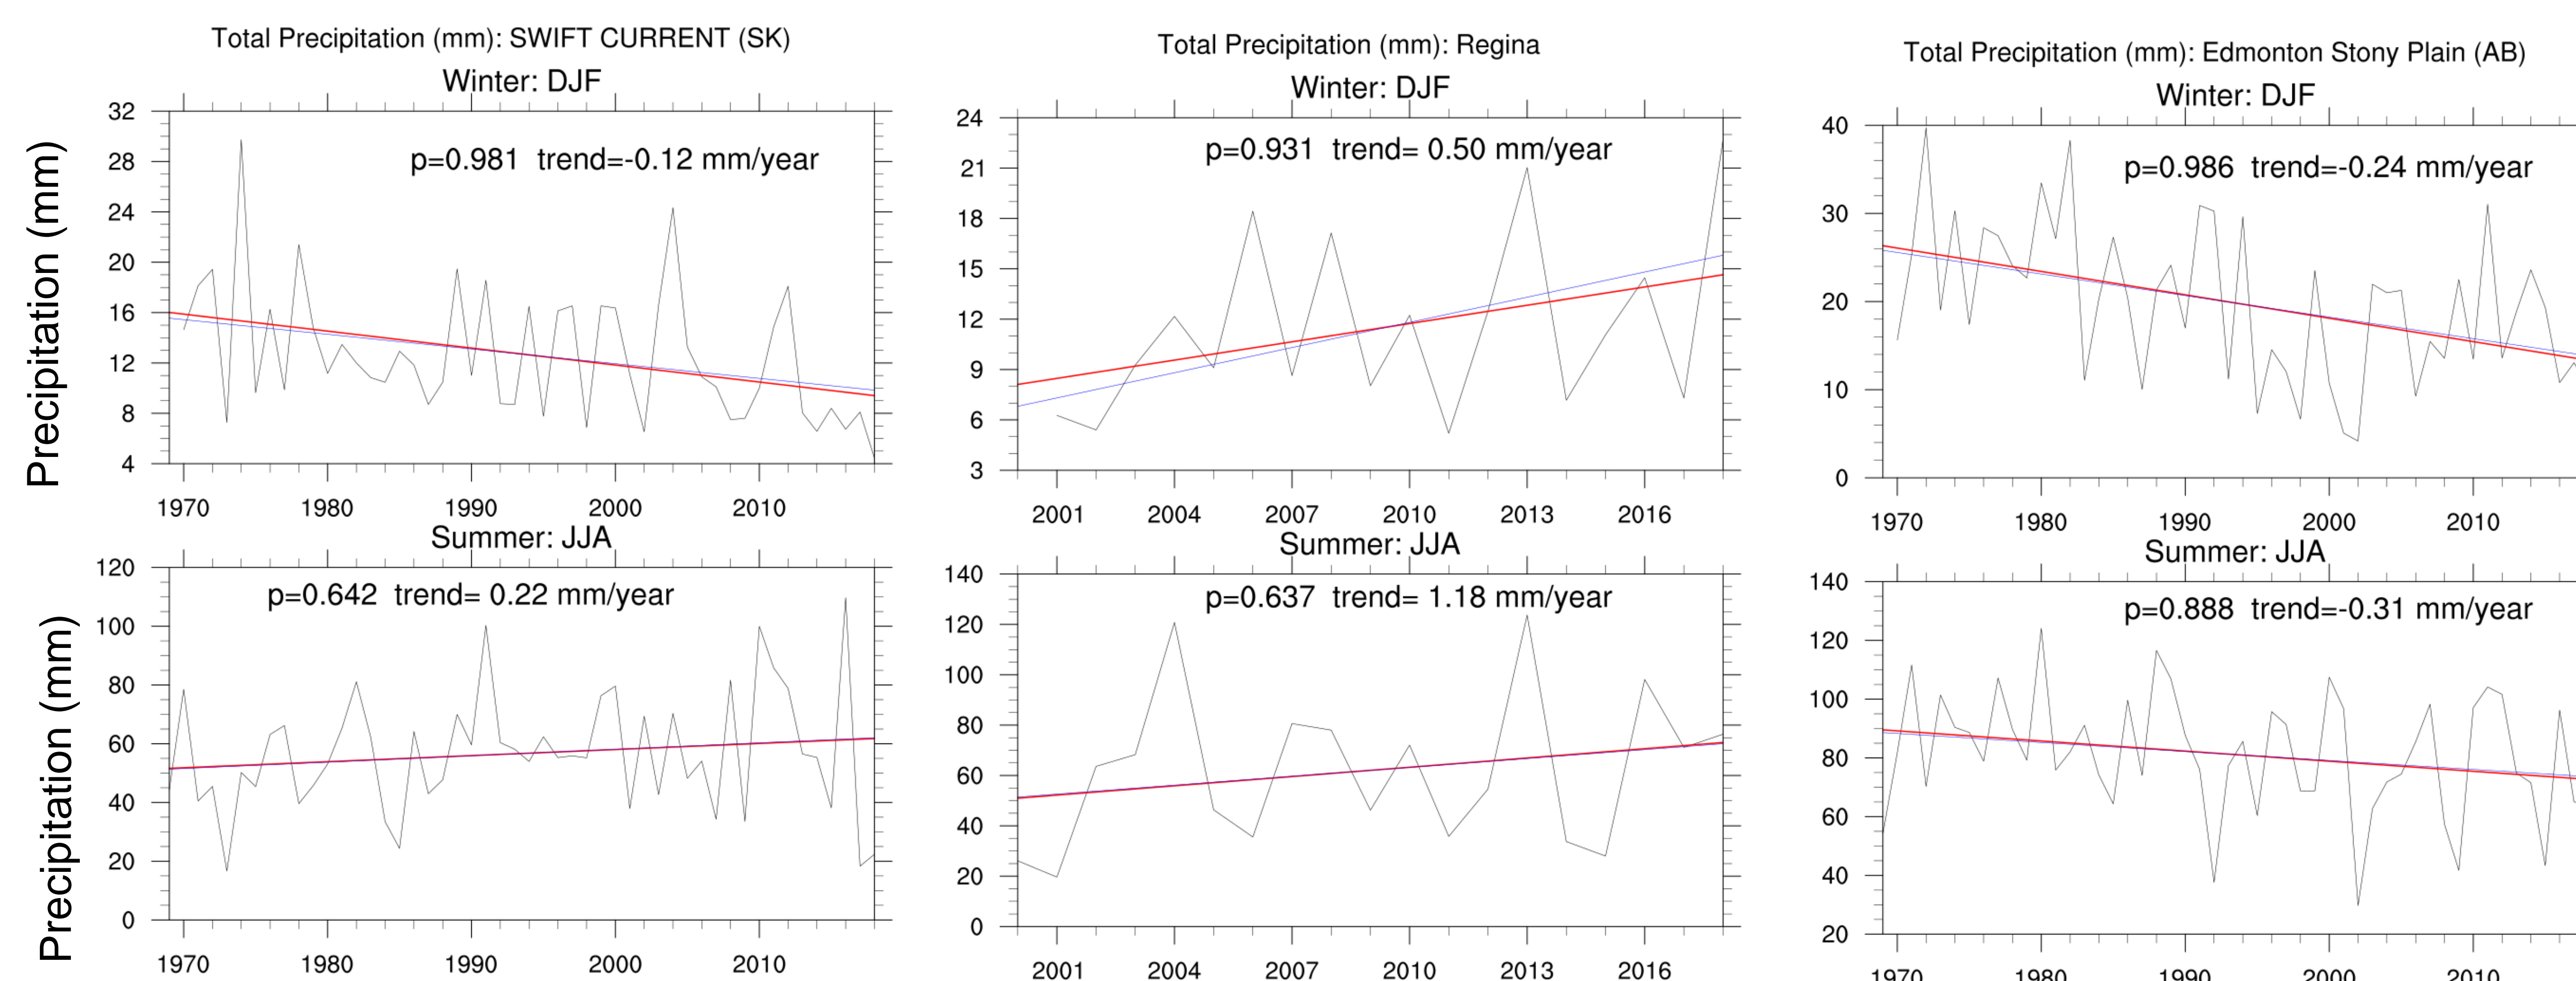 Total Precipitation (mm): SWIFT CURRENT (SK)
Winter: DJF
p=0.981 trend=-0.12 mm/year
Precipitation (mm)
32
28
24
20
16
12
8
4
1970 1980 1990 2000 2010
Summer: JJA
p=0.642 trend= 0.22 mm/year
Precipitation (mm)
120
100
80
60
40
20
0
1970 1980 1990 2000 2010
Total Precipitation (mm): Regina
Winter: DJF
p=0.931 trend= 0.50 mm/year
24
21
18
15
12
9
6
3
2001 2004 2007 2010 2013 2016
Summer: JJA
p=0.637 trend= 1.18 mm/year
140
120
100
80
60
40
20
0
2001 2004 2007 2010 2013 2016
Total Precipitation (mm): Edmonton Stony Plain (AB)
Winter: DJF
p=0.986 trend=-0.24 mm/year
40
30
20
10
0
1970 1980 1990 2000 2010
Summer: JJA
p=0.888 trend=-0.31 mm/year
140
120
100
80
60
40
20
1970 1980 1990 2000 2010